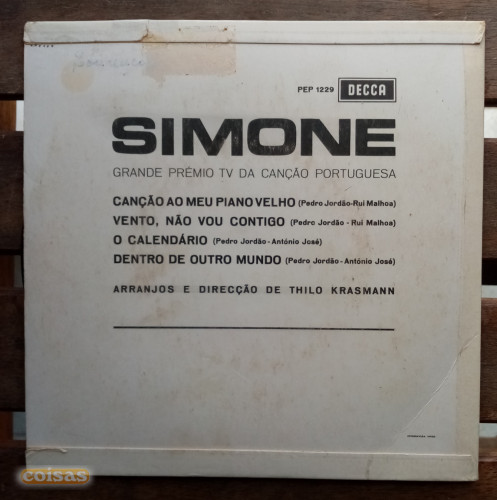 PEP 1229 DECCA
SIMONE
GRANDE PRÉMIO TV DA CANÇÃO PORTUGUESA
CANÇÃO AO MEU PIANO VELHO (Pedro Jordão-Rui Malhoa)
VENTO, NÃO VOU CONTIGO (Pedro Jordão - Rui Malhoa)
O CALENDÁRIO (Pedro Jordão-António José)
DENTRO DE OUTRO MUNDO (Pedro Jordão-António José)
ARRANJOS E DIRECÇÃO DE THILO KRASMANN
coisas